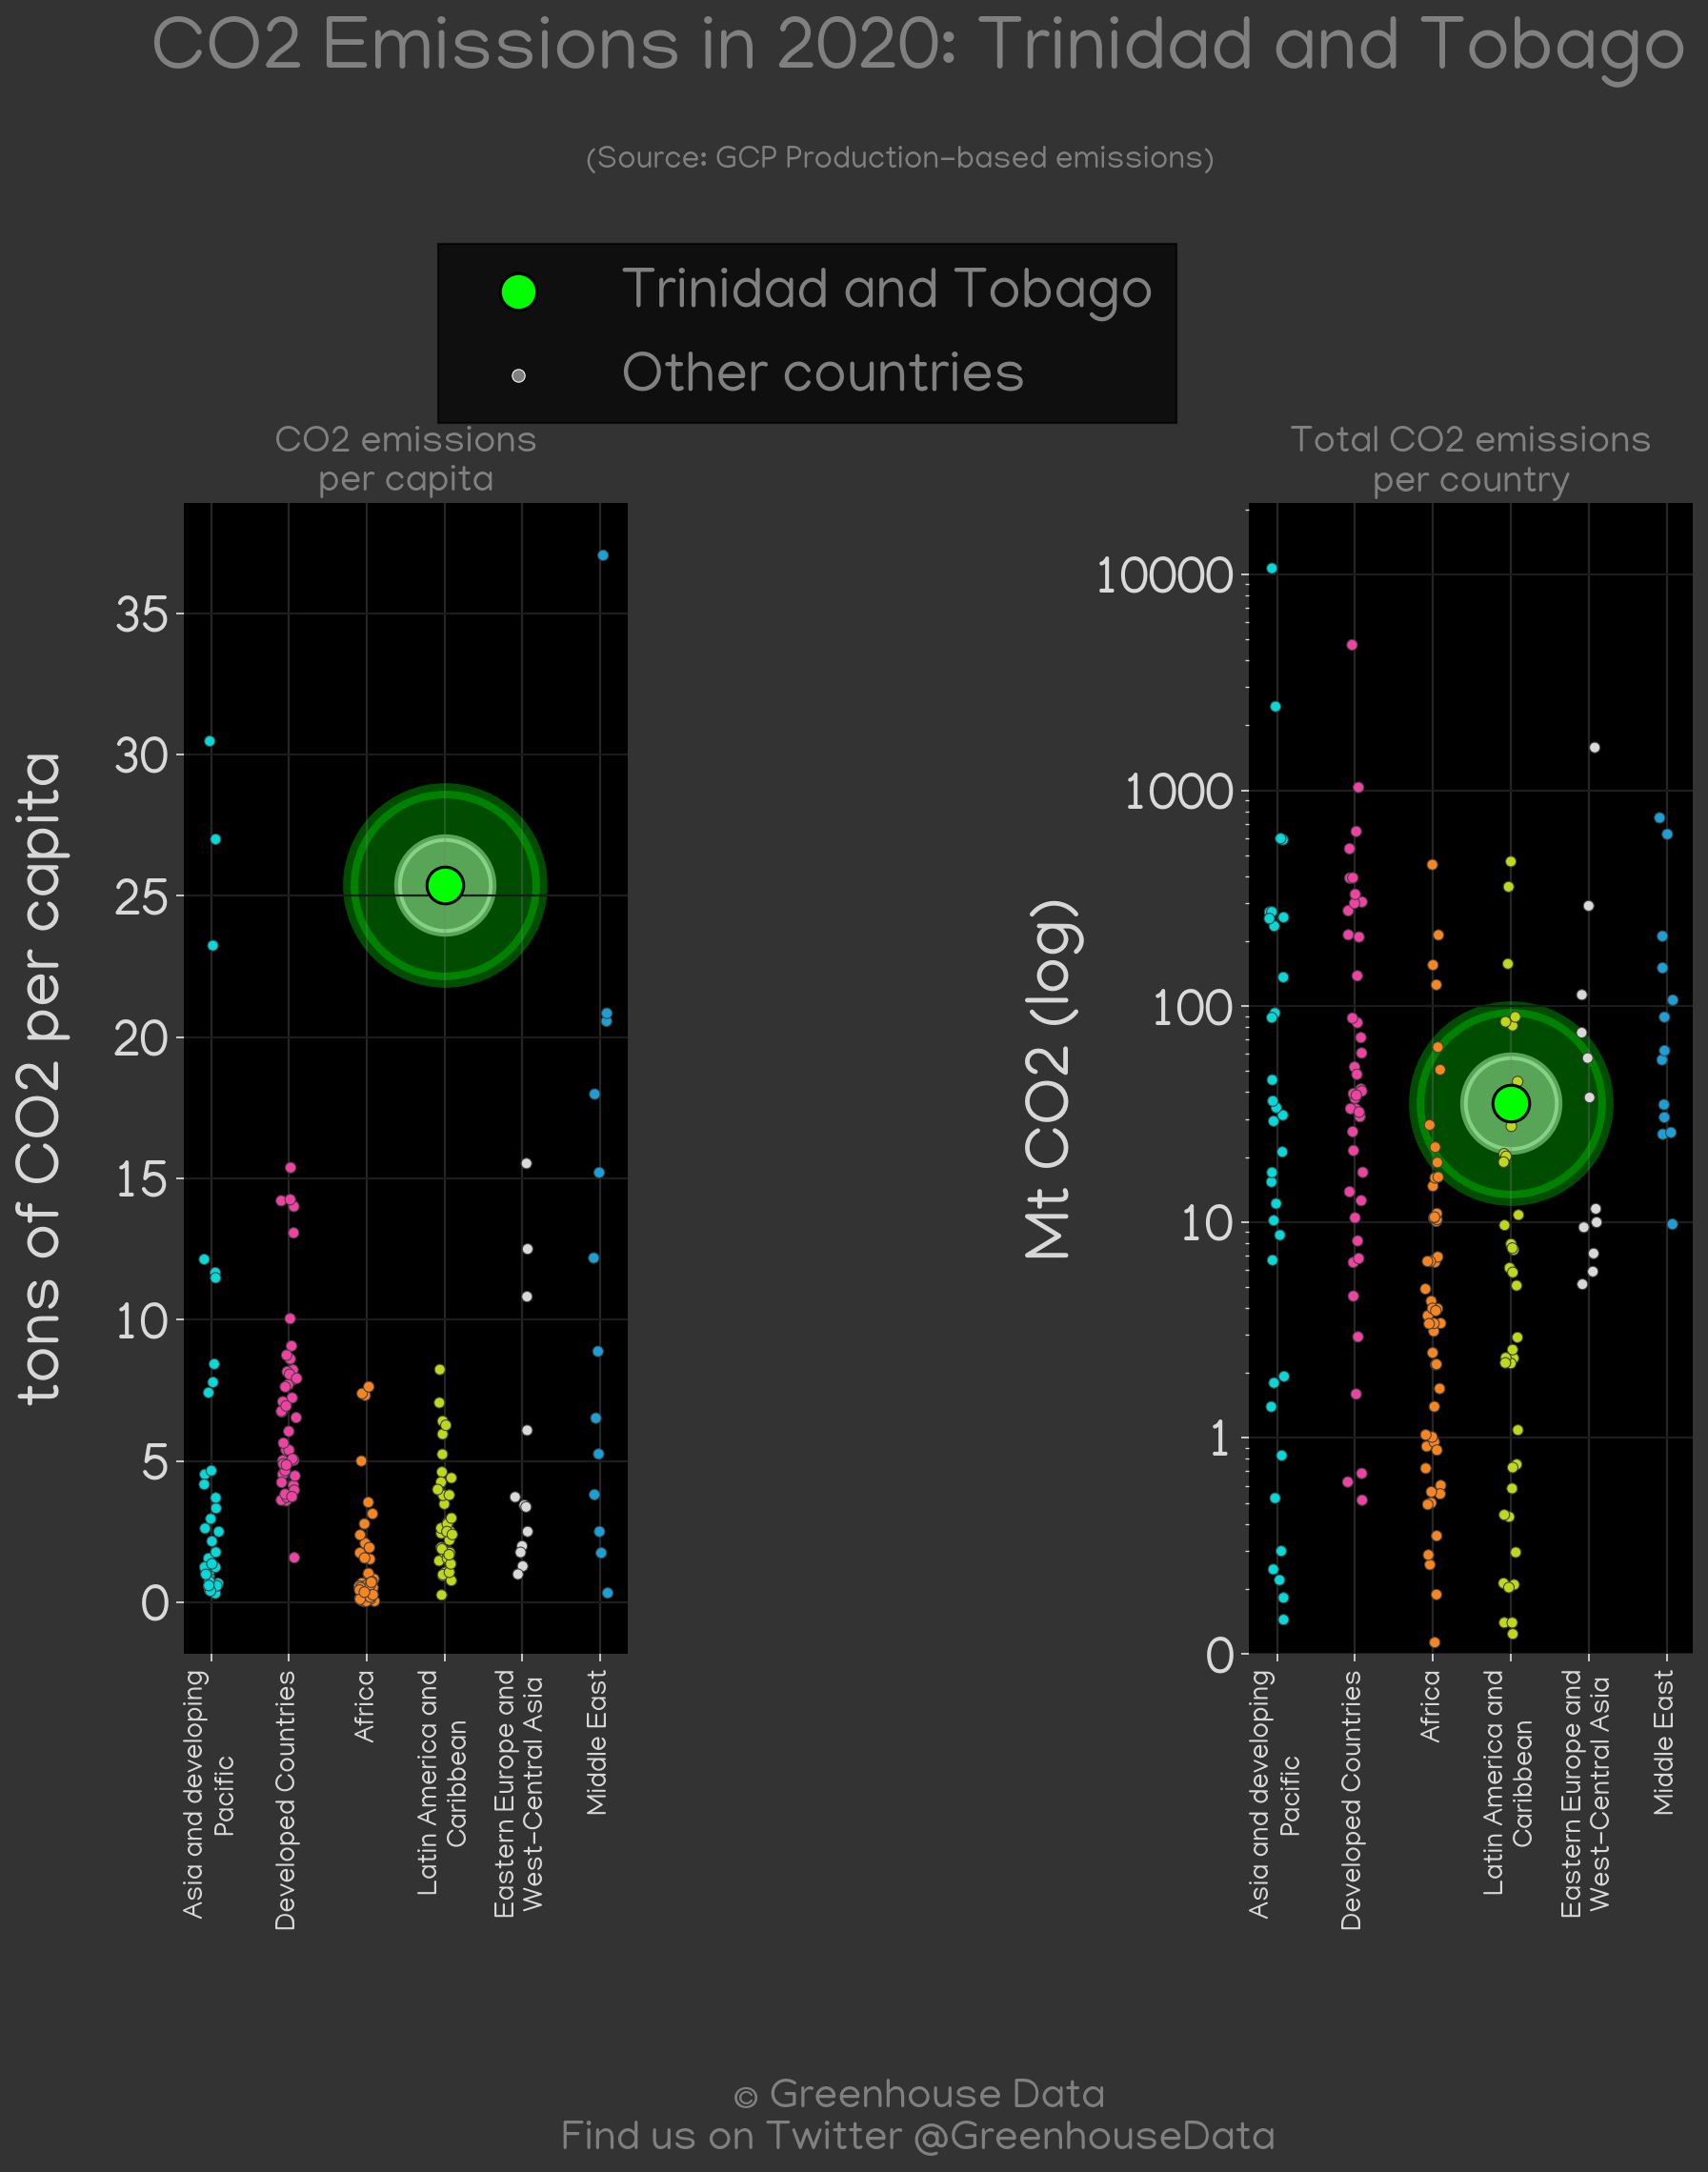 CO2 Emissions in 2020: Trinidad and Tobago
(Source: GCP Production-based emissions)
Trinidad and Tobago
Other countries
CO2 emissions
per capita
tons of CO2 per capita
35
30
25
20
15
10
5
0
Asia and developing
Pacific
Developed Countries
Africa
Latin America and
Caribbean
Eastern Europe and
West-Central Asia
Middle East
Total CO2 emissions
per country
Mt CO2 (log)
10000
1000
100
10
1
0
Asia and developing
Pacific
Developed Countries
Africa
Latin America and
Caribbean
Eastern Europe and
West-Central Asia
Middle East
© Greenhouse Data
Find us on Twitter @GreenhouseData